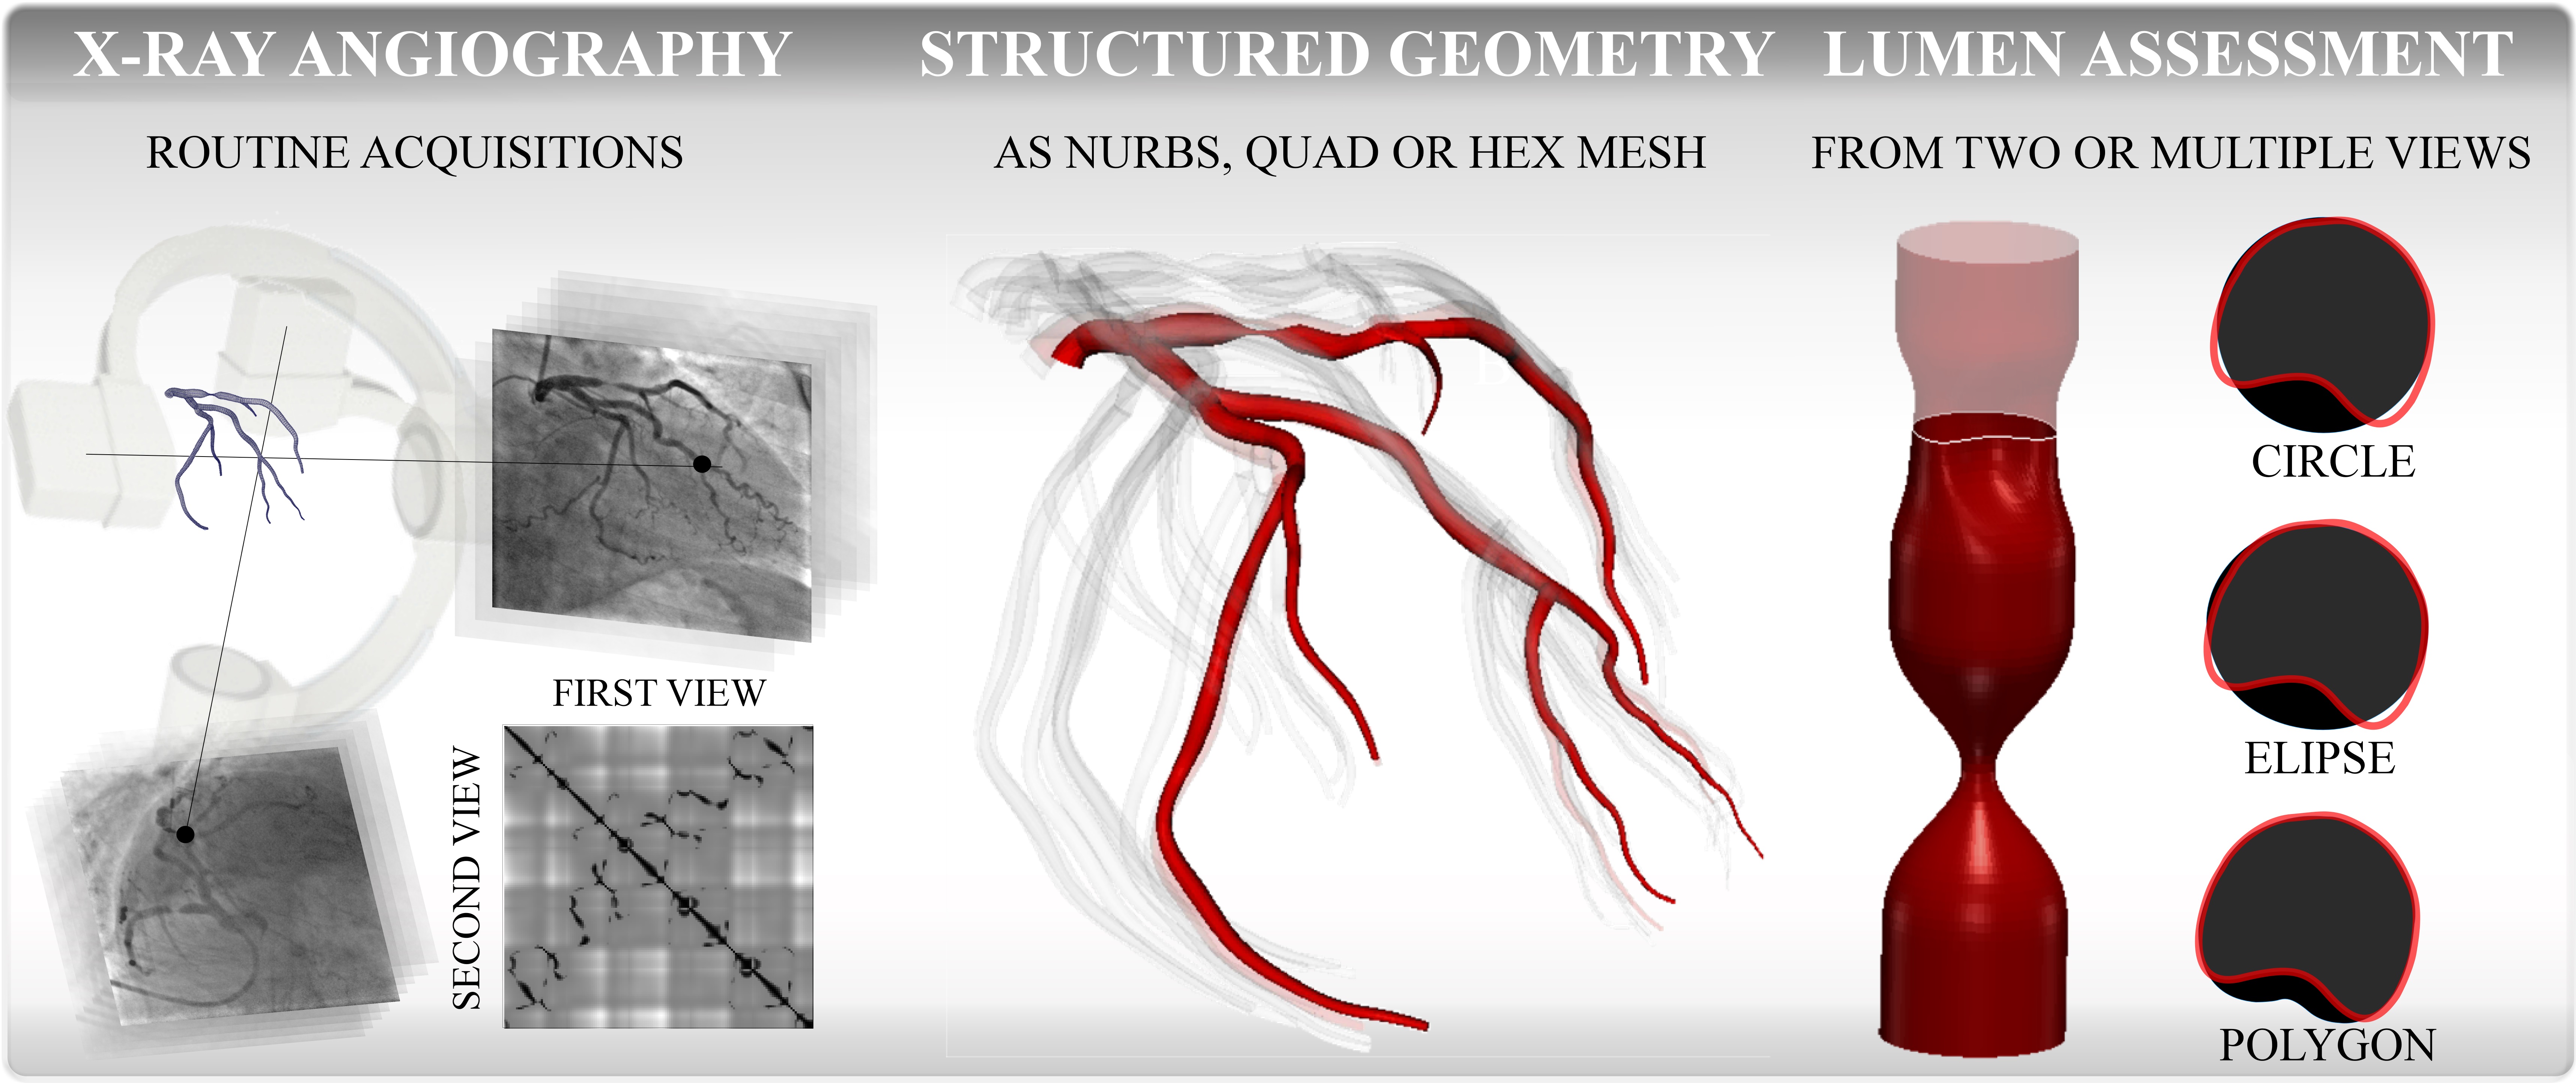 X-RAY ANGIOGRAPHY
STRUCTURED GEOMETRY
LUMEN ASSESSMENT
ROUTINE ACQUISITIONS
AS NURBS, QUAD OR HEX MESH
FROM TWO OR MULTIPLE VIEWS
FIRST VIEW
SECOND VIEW
CIRCLE
ELIPSE
POLYGON